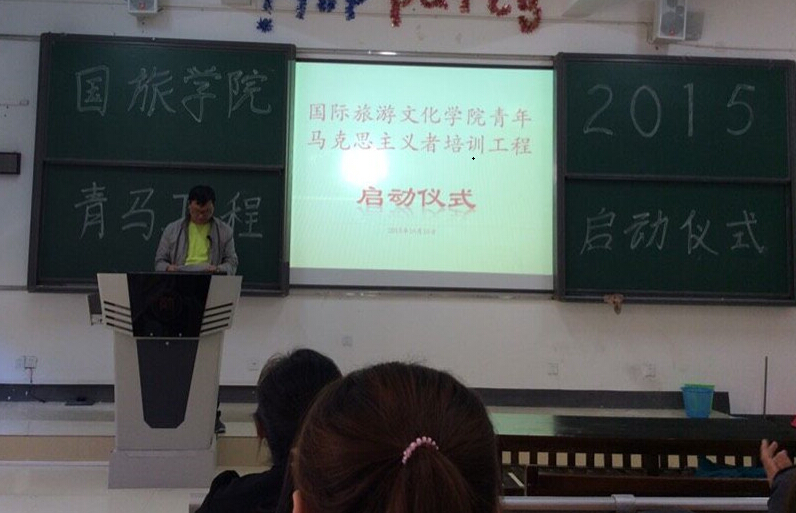 party
国旅学院
青马工程
国际旅游文化学院青年
马克思主义者培训工程
启动仪式
2015
启动仪式